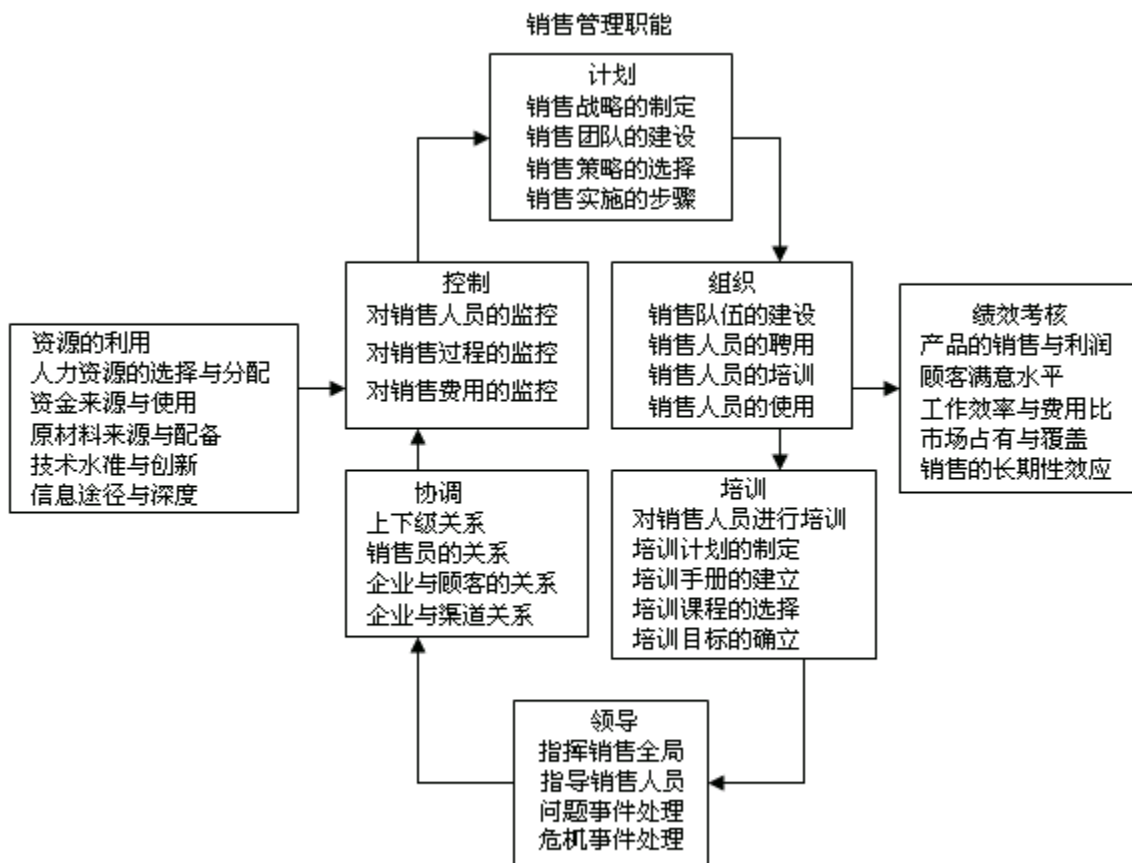 销售管理职能
计划
销售战略的制定
销售团队的建设
销售策略的选择
销售实施的步骤
控制
对销售人员的监控
对销售过程的监控
对销售费用的监控
组织
销售队伍的建设
销售人员的聘用
销售人员的培训
销售人员的使用
绩效考核
产品的销售与利润
顾客满意水平
工作效率与费用比
市场占有与覆盖
销售的长期性效应
资源的利用
人力资源的选择与分配
资金来源与使用
原材料来源与配备
技术水准与创新
信息途径与深度
协调
上下级关系
销售员的关系
企业与顾客的关系
企业与渠道关系
培训
对销售人员进行培训
培训计划的制定
培训手册的建立
培训课程的选择
培训目标的确立
领导
指挥销售全局
指导销售人员
问题事件处理
危机事件处理